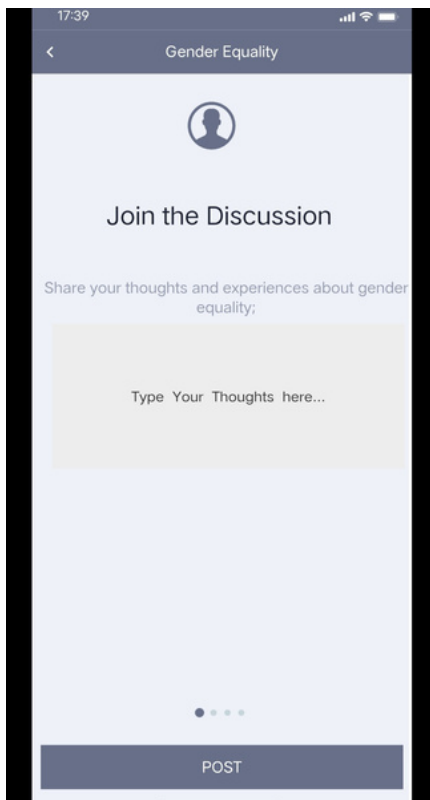 17:39
Gender Equality
Join the Discussion
Share your thoughts and experiences about gender
equality;
Type Your Thoughts here...
POST